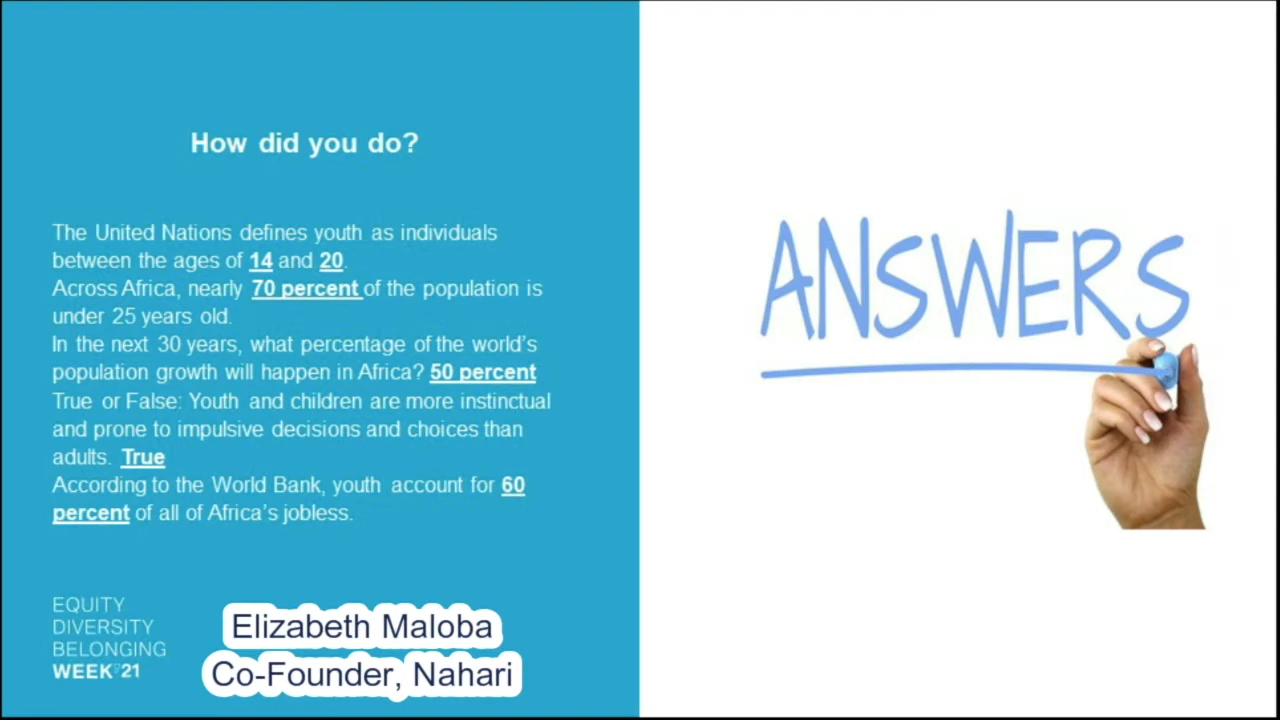 How did you do?
The United Nations defines youth as individuals
between the ages of 14 and 20.
Across Africa, nearly 70 percent of the population is
under 25 years old.
In the next 30 years, what percentage of the world's
population growth will happen in Africa? 50 percent
True or False: Youth and children are more instinctual
and prone to impulsive decisions and choices than
adults. True
According to the World Bank, youth account for 60
percent of all of Africa's jobless.
ANSWERS
EQUITY
DIVERSITY
BELONGING
WEEK 21
Elizabeth Maloba
Co-Founder, Nahari